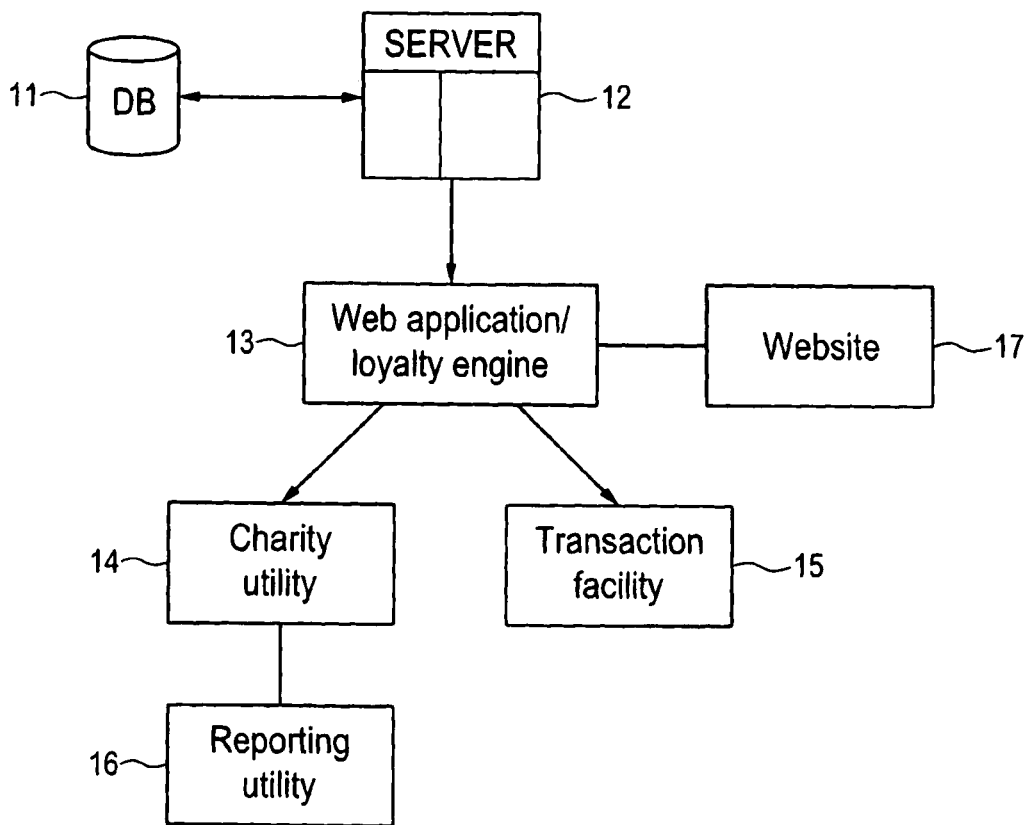 SERVER
11
DB
12
13
Web application/
loyalty engine
Website
17
14
Charity
utility
Transaction
facility
15
16
Reporting
utility